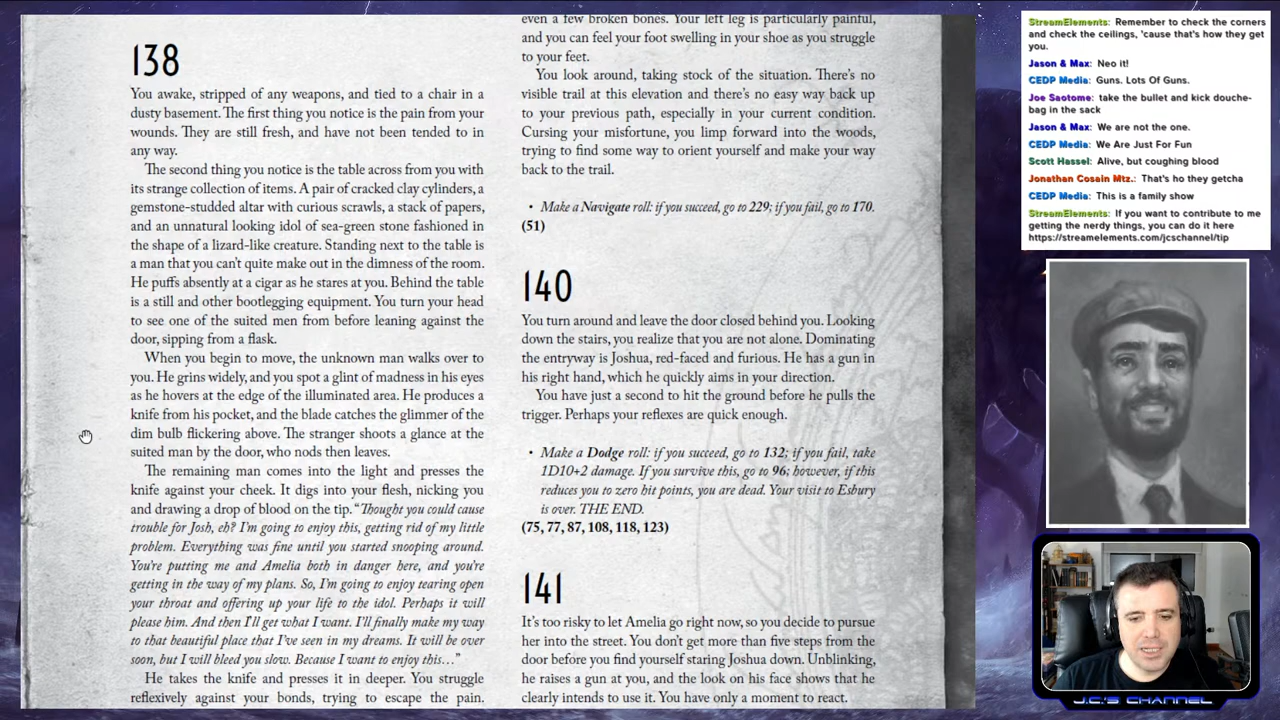 138
You awake, stripped of any weapons, and tied to a chair in a
dusty basement. The first thing you notice is the pain from your
wounds. They are still fresh, and have not been tended to in
any way.
The second thing you notice is the table across from you with
its strange collection of items. A pair of cracked clay cylinders, a
gemstone-studded altar with curious runes, a stack of papers,
and an unnatural looking idol of sea-green stone fashioned in
the shape of a lizard-like creature. Standing next to the table is
a man that you can't quite make out in the dimness of the room.
He puffs absently at a cigar as he stares at you. Behind the table
is a still and other bootlegging equipment. You turn your head
to see one of the suited men from before leaning against the
door, sipping from a flask.
When you begin to move, the unknown man walks over to
you. He grins widely, and you spot a glint of madness in his eyes
as he hovers at the edge of the illuminated area. He produces a
knife from his pocket, and the blade catches the glimmer of the
dim bulb flickering above. The stranger shoots a glance at the
suited man by the door, who nods then leaves.
The remaining man comes into the light and presses the
knife against your cheek. It digs into your flesh, nicking you
and drawing a drop of blood on the tip. "Thought you could cause
trouble for Josh, eh? I'm going to enjoy this, getting rid of my little
problem. Everything was fine until you started snooping around.
You're putting me and Amelia both in danger here, and you're
getting in the way of my plans. So, I'm going to enjoy tearing open
your throat and offering up your life to the idol. Perhaps it will
please him. And then I'll get what I want. I'll finally make my way
to that beautiful place that I've seen in my dreams. It will be over
soon, but I will bleed you slow. Because I want to enjoy this…"
He takes the knife and presses it in deeper. You struggle
reflexively against your bonds, trying to escape the pain.
even a few broken bones. Your left leg is particularly painful,
and you can feel your foot swelling in your shoe as you struggle
to your feet.
You look around, taking stock of the situation. There's no
visible trail at this elevation and there's no easy way back up
to your previous path, especially in your current condition.
Cursing your misfortune, you limp forward into the woods,
trying to find some way to orient yourself and make your way
back to the trail.
• Make a Navigate roll: if you succeed, go to 229; if you fail, go to 170.
(51)
140
You turn around and leave the door closed behind you. Looking
down the stairs, you realize that you are not alone. Dominating
the entryway is Joshua, red-faced and furious. He has a gun in
his right hand, which he quickly aims in your direction.
You have just a second to hit the ground before he pulls the
trigger. Perhaps your reflexes are quick enough.
• Make a Dodge roll: if you succeed, go to 132; if you fail, take
1D10+2 damage. If you survive this, go to 96; however, if this
reduces you to zero hit points, you are dead. Your visit to Esbury
is over. THE END.
(75, 77, 87, 108, 118, 123)
141
It's too risky to let Amelia go right now, so you decide to pursue
her into the street. You don't get more than five steps from the
door before you find yourself staring Joshua down. Unblinking,
he raises a gun at you, and the look on his face shows that he
clearly intends to use it. You have only a moment to react.
StreamElements: Remember to check the corners
and check the ceilings, 'cause that's how they get
you.
Jason & Max: Neo it!
CEDP Media: Guns. Lots Of Guns.
Joe Saotome: take the bullet and kick douche-
bag in the sack
Jason & Max: We are not the one.
CEDP Media: We Are Just For Fun
Scott Hassel: Alive, but coughing blood
Jonathan Cosain Mtz.: That's ho they getcha
CEDP Media: This is a family show
StreamElements: If you want to contribute to me
getting the nerdy things, you can do it here
https://streamelements.com/jcschannel/tip
J.C.'S CHANNEL